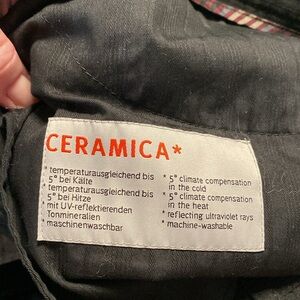 CERAMICA*
* temperaturausgleichend bis
5° bei Kälte
* temperaturausgleichend bis
5° bei Hitze
* mit UV-reflektierenden
Tonmineralien
* maschinenwaschbar
* 5° climate compensation
in the cold
* 5° climate compensation
in the heat
* reflecting ultraviolet rays
* machine-washable